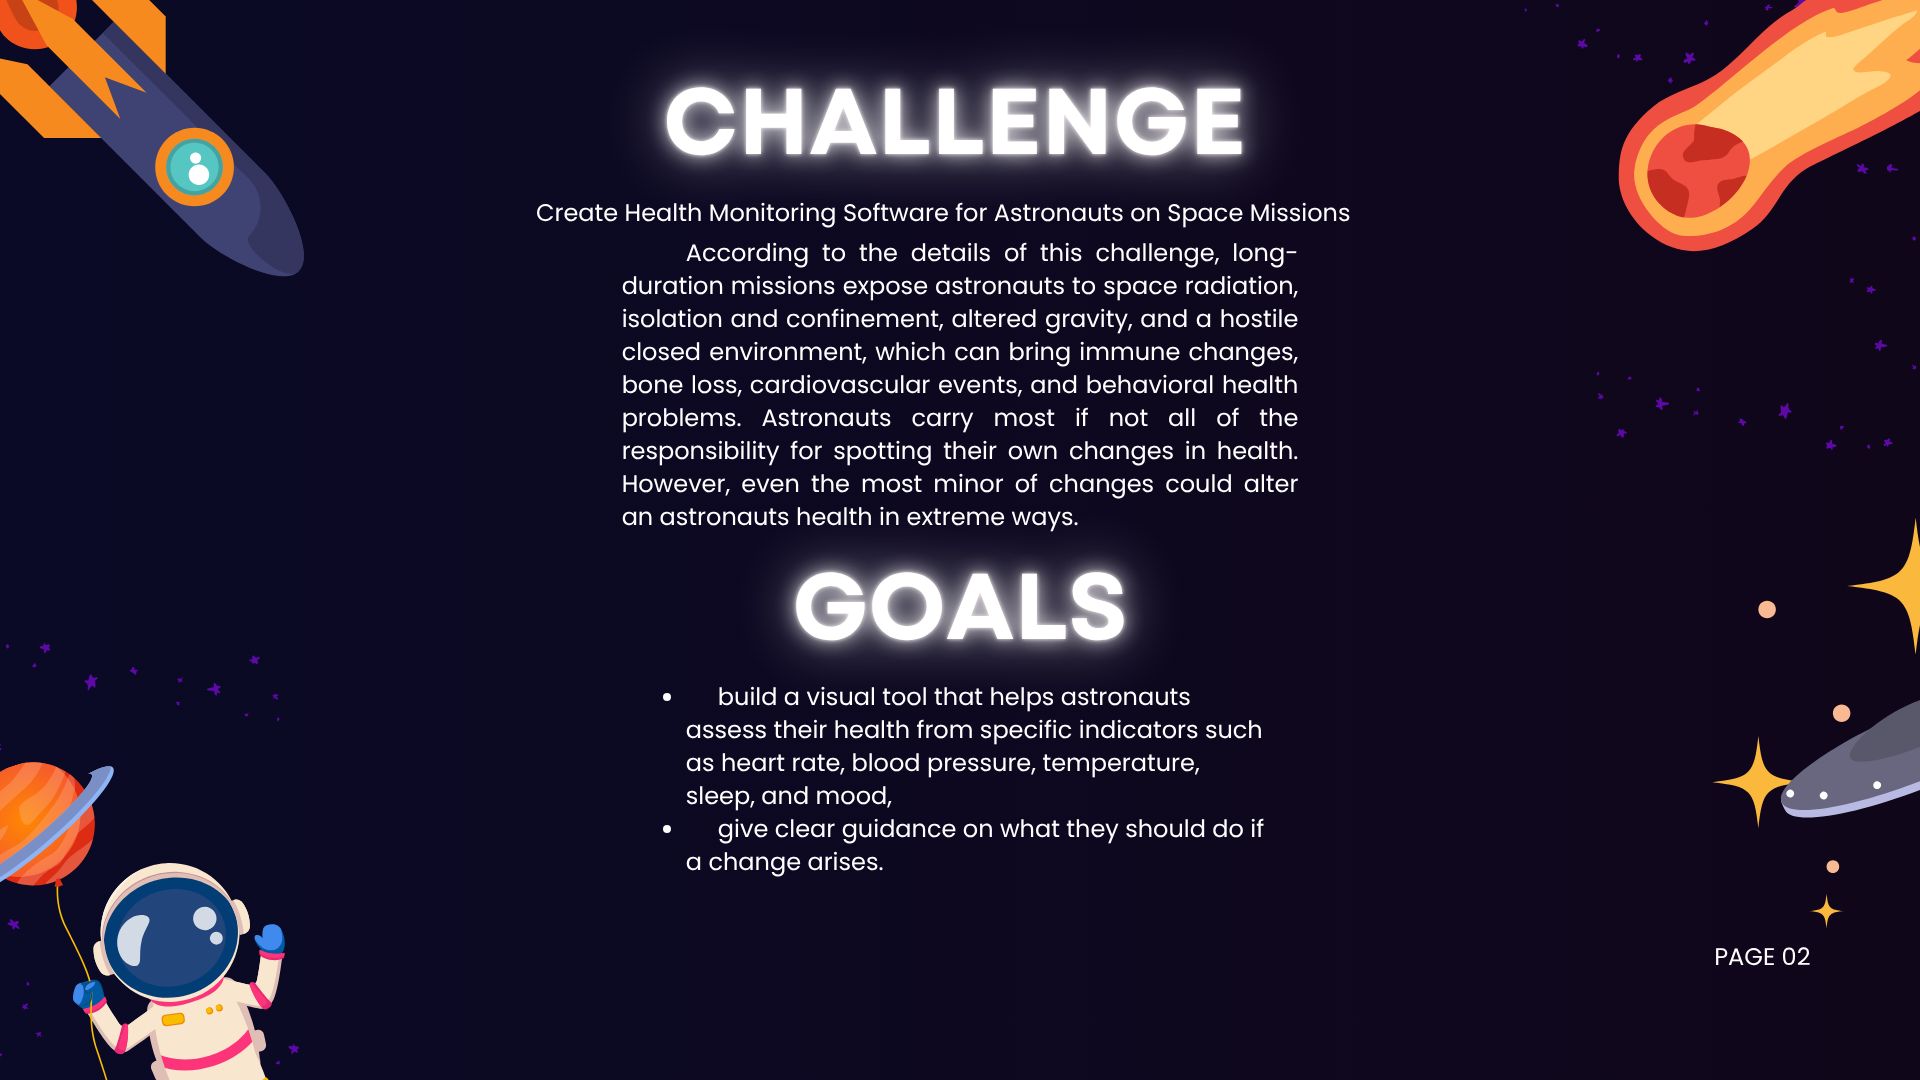 CHALLENGE
Create Health Monitoring Software for Astronauts on Space Missions
According to the details of this challenge, long-
duration missions expose astronauts to space radiation,
isolation and confinement, altered gravity, and a hostile
closed environment, which can bring immune changes,
bone loss, cardiovascular events, and behavioral health
problems. Astronauts carry most if not all of the
responsibility for spotting their own changes in health.
However, even the most minor of changes could alter
an astronauts health in extreme ways.
GOALS
• build a visual tool that helps astronauts
assess their health from specific indicators such
as heart rate, blood pressure, temperature,
sleep, and mood,
• give clear guidance on what they should do if
a change arises.
PAGE 02